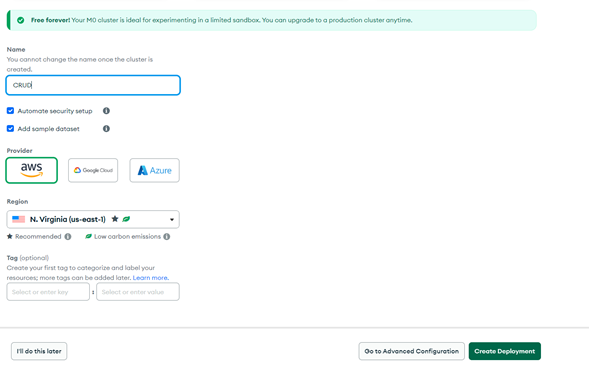 Free forever! Your M0 cluster is ideal for experimenting in a limited sandbox. You can upgrade to a production cluster anytime.
Name
You cannot change the name once the cluster is
created.
CRUD
Automate security setup
Add sample dataset
Provider
aws
Google Cloud
Azure
Region
N. Virginia (us-east-1)
Recommended
Low carbon emissions
Tag (optional)
Create your first tag to categorize and label your
resources; more tags can be added later. Learn more.
Select or enter key : Select or enter value
I'll do this later
Go to Advanced Configuration
Create Deployment